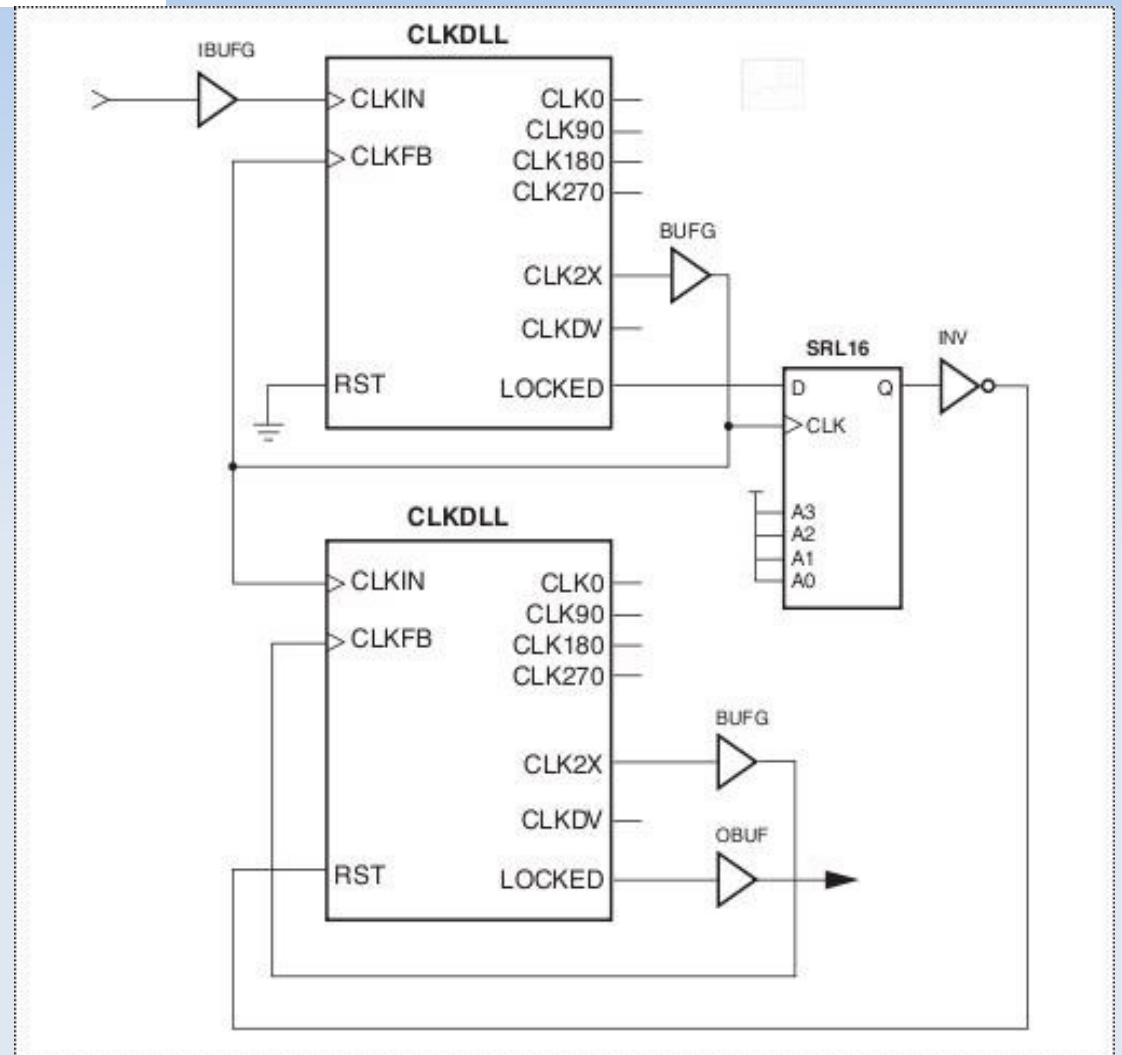 CLKDLL
IBUFG
CLKIN
CLKFB
RST
CLK0
CLK90
CLK180
CLK270
CLK2X
CLKDV
LOCKED
BUFG
SRL16
D
Q
CLK
A3
A2
A1
A0
INV
CLKDLL
CLKIN
CLKFB
RST
CLK0
CLK90
CLK180
CLK270
CLK2X
CLKDV
LOCKED
BUFG
OBUF